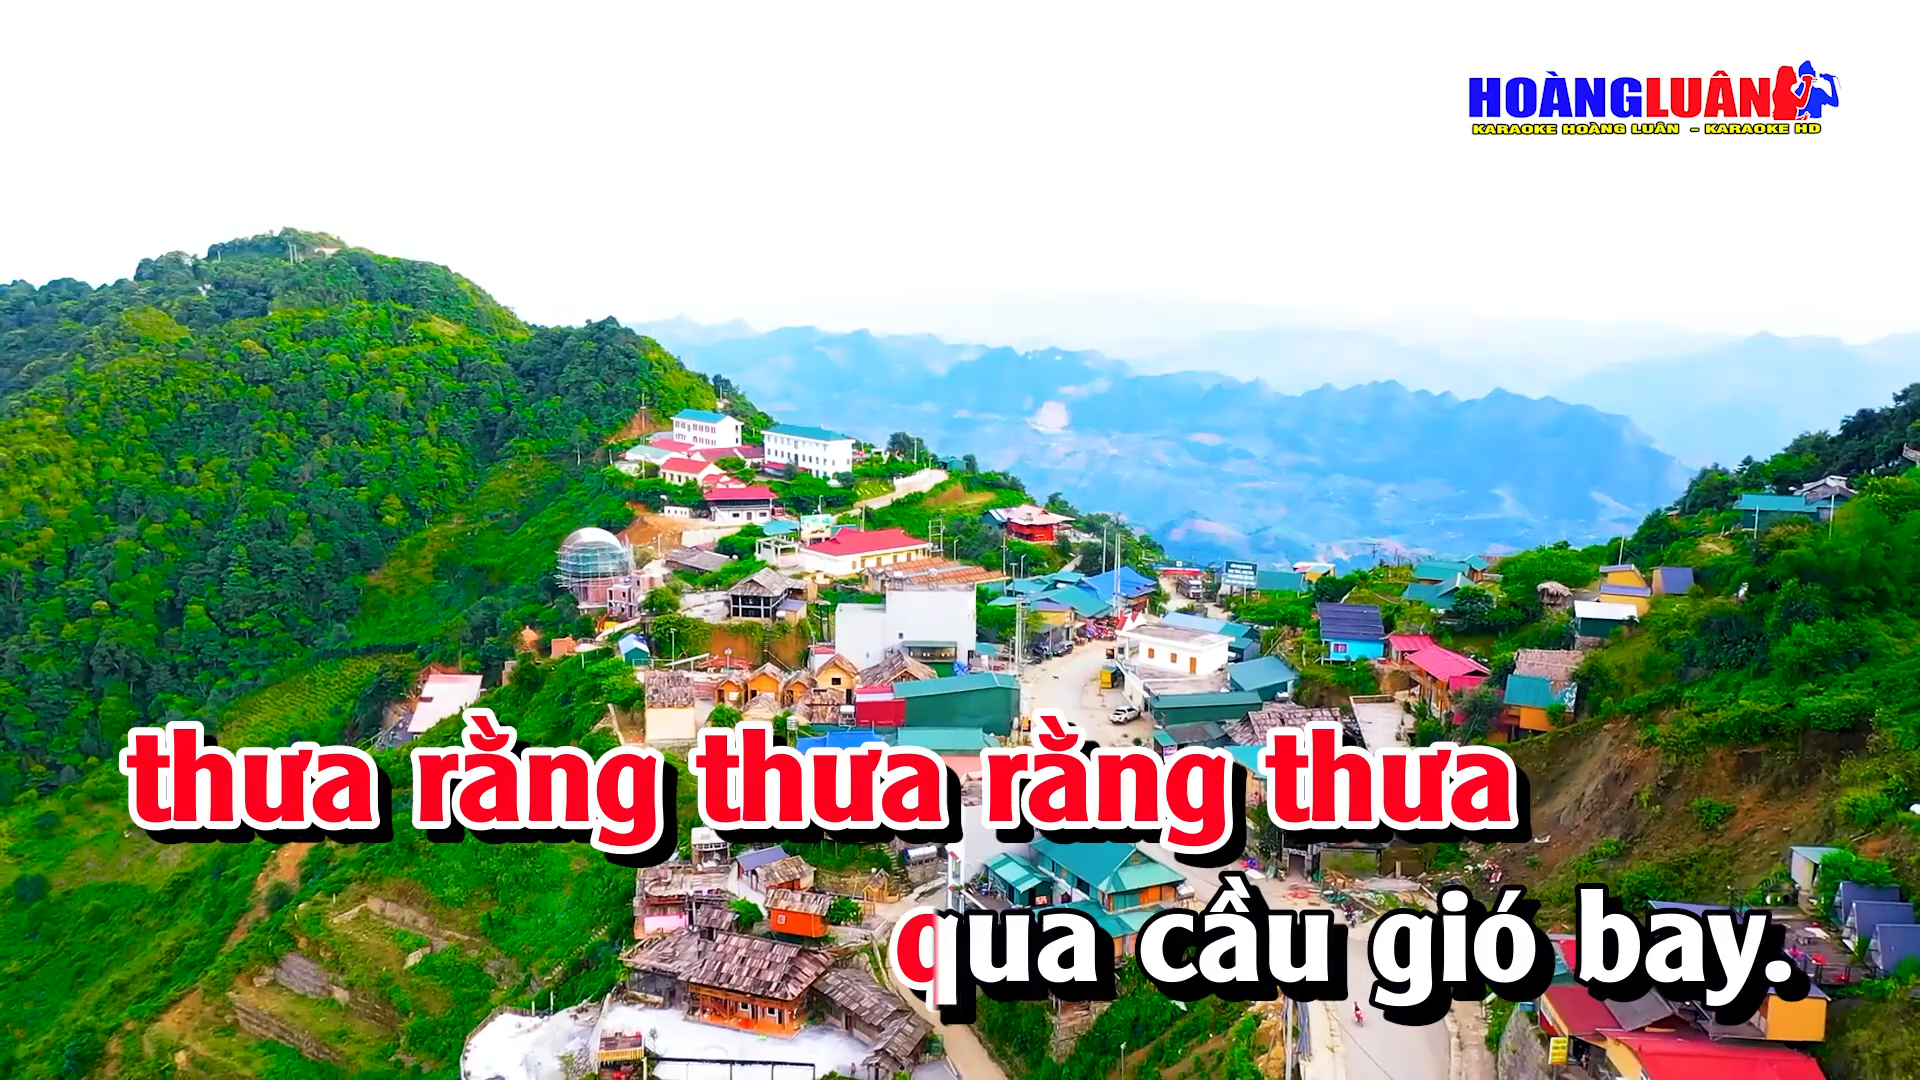 HOÀNGLUÂN
KARAOKE HOÀNG LUÂN - KARAOKE HD
thưa rằng thưa rằng thưa
qua cầu gió bay.